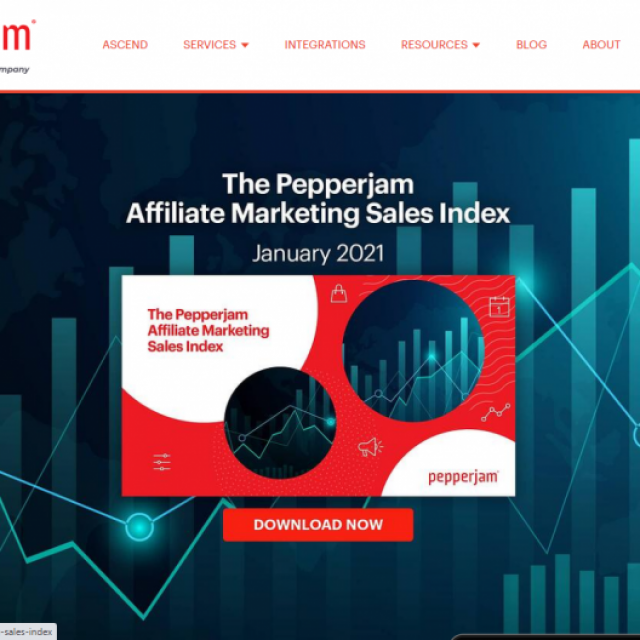 m®
mpany
ASCEND
SERVICES
INTEGRATIONS
RESOURCES
BLOG
ABOUT
The Pepperjam
Affiliate Marketing Sales Index
January 2021
The Pepperjam
Affiliate Marketing
Sales Index
1
pepperjam
DOWNLOAD NOW
-sales-index